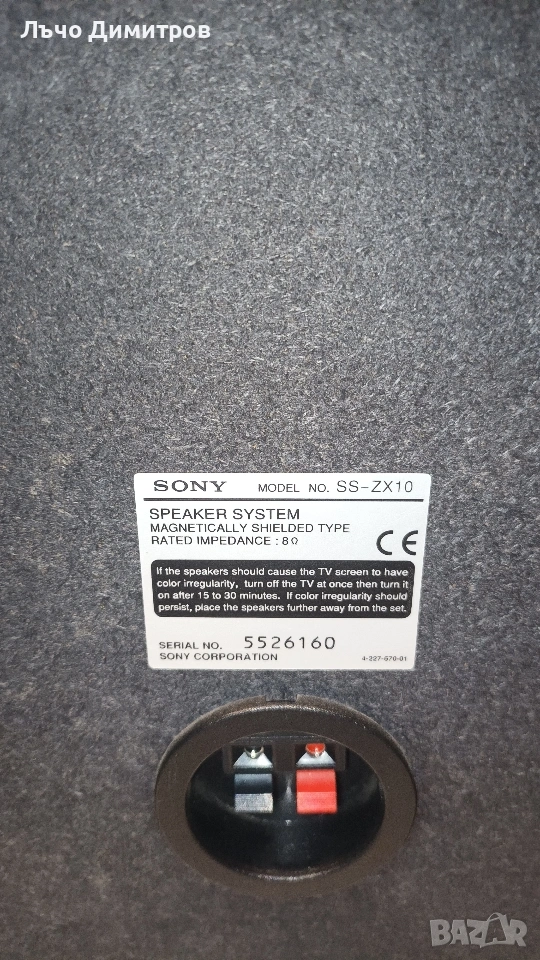 Лъчо Димитров
SONY MODEL NO. SS-ZX10
SPEAKER SYSTEM
MAGNETICALLY SHIELDED TYPE
RATED IMPEDANCE : 8Ω
CE
If the speakers should cause the TV screen to have
color irregularity, turn off the TV at once then turn it
on after 15 to 30 minutes. If color irregularity should
persist, place the speakers further away from the set.
SERIAL NO. 5526160
SONY CORPORATION 4-227-670-01
BAZAR